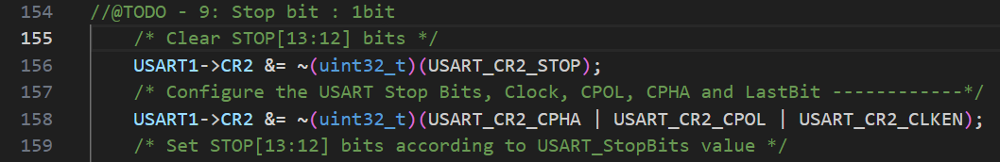 154 //@TODO - 9: Stop bit : 1bit
155 /* Clear STOP[13:12] bits */
156 USART1->CR2 &= ~(uint32_t)(USART_CR2_STOP);
157 /* Configure the USART Stop Bits, Clock, CPOL, CPHA and LastBit ------------*/
158 USART1->CR2 &= ~(uint32_t)(USART_CR2_CPHA | USART_CR2_CPOL | USART_CR2_CLKEN);
159 /* Set STOP[13:12] bits according to USART_StopBits value */